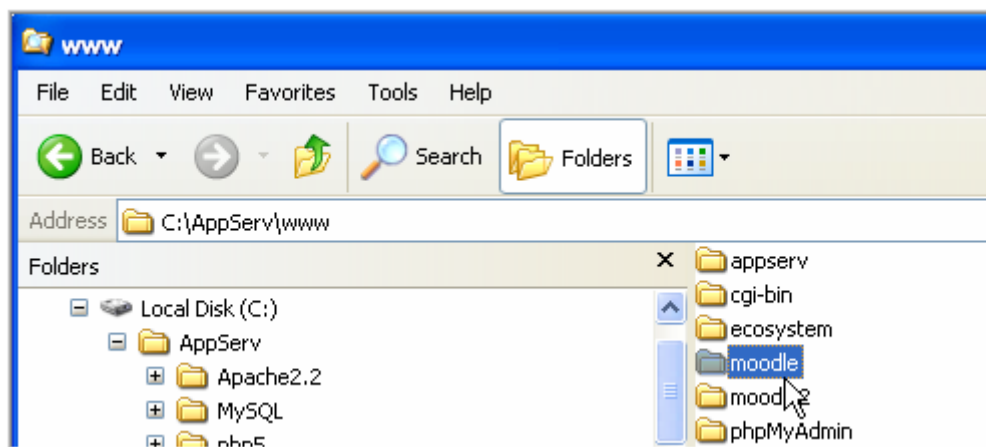 www
File Edit View Favorites Tools Help
Back Search Folders
Address C:\AppServ\www
Folders
Local Disk (C:)
AppServ
Apache2.2
MySQL
php5
appserv
cgi-bin
ecosystem
moodle
phpMyAdmin